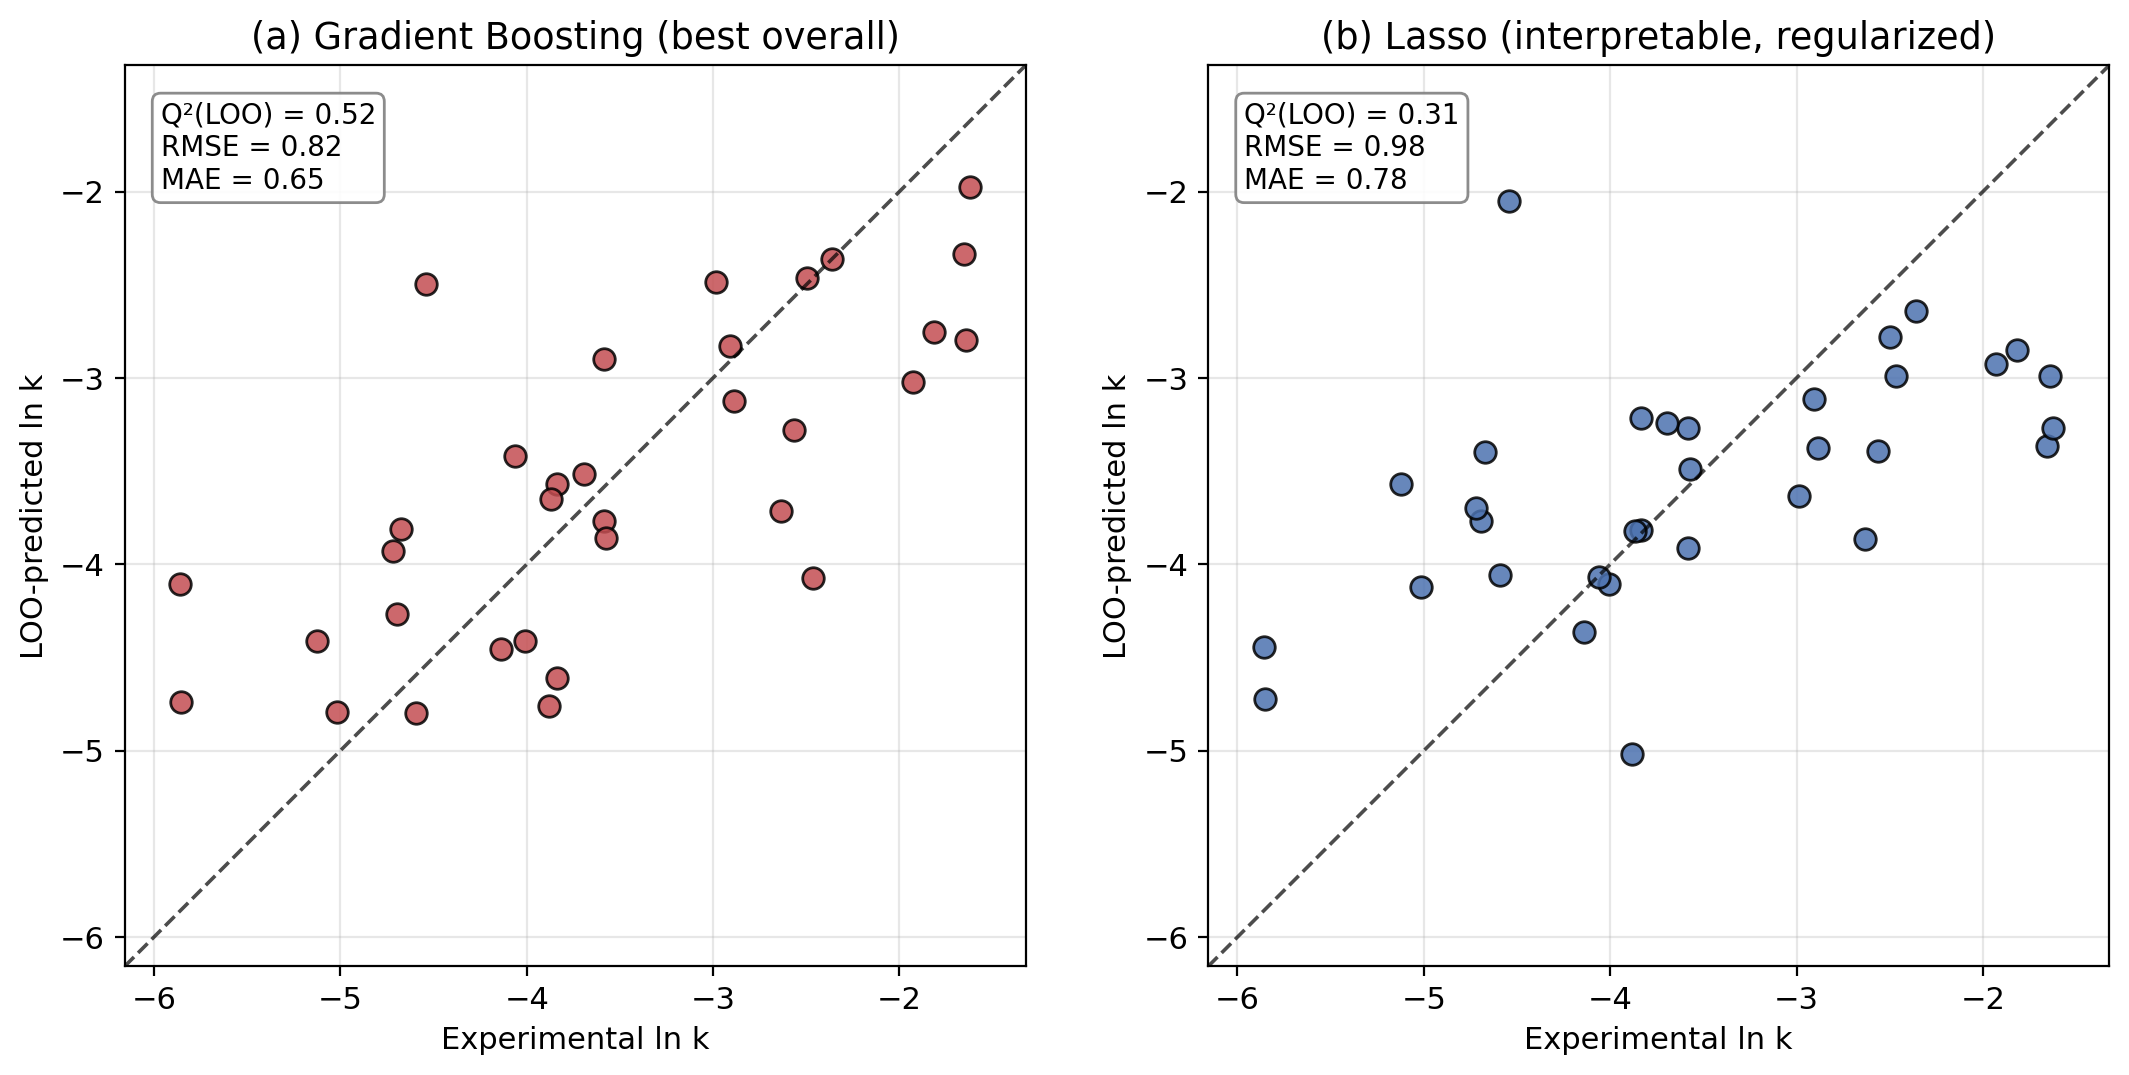 (a) Gradient Boosting (best overall)
Q²(LOO) = 0.52
RMSE = 0.82
MAE = 0.65
−2
−3
−4
−5
−6
LOO-predicted ln k
−6 −5 −4 −3 −2
Experimental ln k
(b) Lasso (interpretable, regularized)
Q²(LOO) = 0.31
RMSE = 0.98
MAE = 0.78
−2
−3
−4
−5
−6
LOO-predicted ln k
−6 −5 −4 −3 −2
Experimental ln k